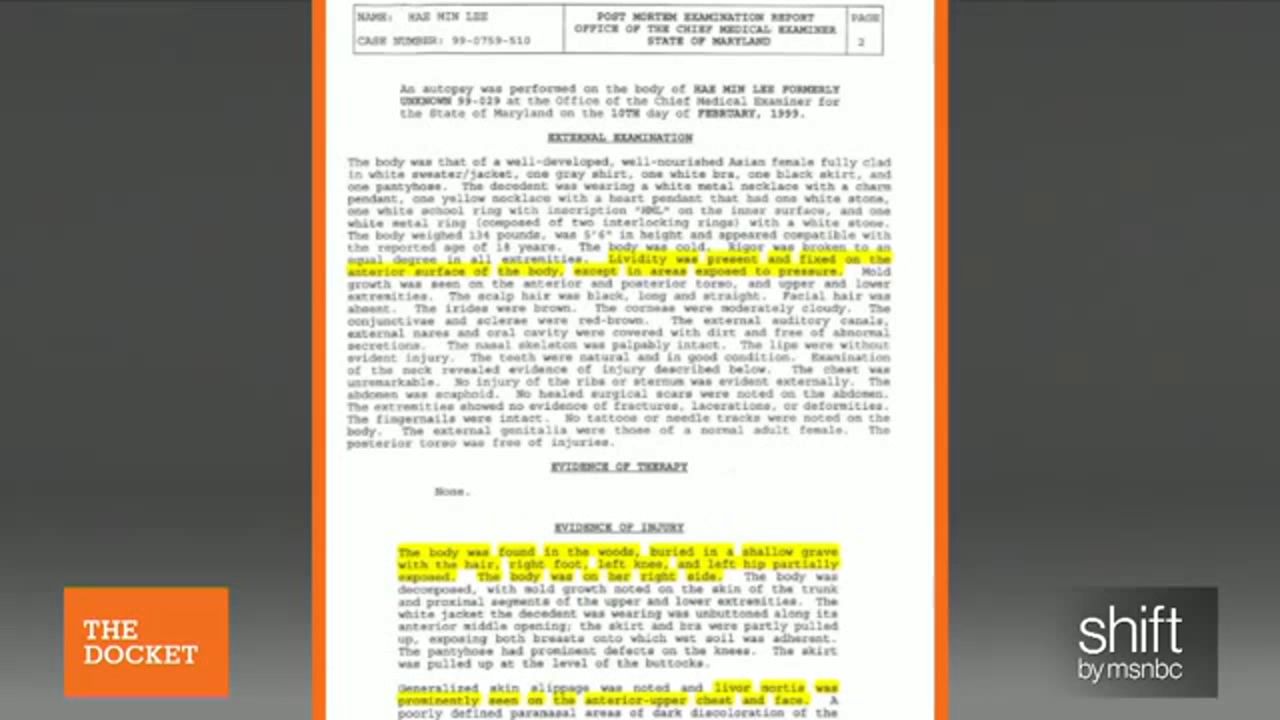 NAME: HAE MIN LEE
CASE NUMBER: 99-0759-510
POST MORTEM EXAMINATION REPORT
OFFICE OF THE CHIEF MEDICAL EXAMINER
STATE OF MARYLAND
PAGE
2
An autopsy was performed on the body of HAE MIN LEE FORMERLY
UNKNOWN 99-029 at the Office of the Chief Medical Examiner for
the State of Maryland on the 10TH day of FEBRUARY, 1999.
EXTERNAL EXAMINATION
The body was that of a well-developed, well-nourished Asian female fully clad
in white sweater/jacket, one gray shirt, one white bra, one black skirt, and
one pantyhose. The decedent was wearing a white metal necklace with a charm
pendant, one yellow necklace with a heart pendant that had one white stone,
one white school ring with inscription "HML" on the inner surface, and one
white metal ring (composed of two interlocking rings) with a white stone.
The body weighed 134 pounds, was 5'6" in height and appeared compatible with
the reported age of 18 years. The body was cold. Rigor was broken to an
equal degree in all extremities. Lividity was present and fixed on the
anterior surface of the body, except in areas exposed to pressure. Mold
growth was seen on the anterior and posterior torso, and upper and lower
extremities. The scalp hair was black, long and straight. Facial hair was
absent. The irides were brown. The corneae were moderately cloudy. The
conjunctivae and sclerae were red-brown. The external auditory canals,
external nares and oral cavity were covered with dirt and free of abnormal
secretions. The nasal skeleton was palpably intact. The lips were without
evident injury. The teeth were natural and in good condition. Examination
of the neck revealed evidence of injury described below. The chest was
unremarkable. No injury of the ribs or sternum was evident externally. The
abdomen was scaphoid. No healed surgical scars were noted on the abdomen.
The extremities showed no evidence of fractures, lacerations, or deformities.
The fingernails were intact. No tattoos or needle tracks were noted on the
body. The external genitalia were those of a normal adult female. The
posterior torso was free of injuries.
EVIDENCE OF THERAPY
None.
EVIDENCE OF INJURY
The body was found in the woods, buried in a shallow grave
with the hair, right foot, left knee, and left hip partially
exposed. The body was on her right side. The body was
decomposed, with mold growth noted on the skin of the trunk
and proximal segments of the upper and lower extremities. The
white jacket the decedent was wearing was unbuttoned along its
anterior middle opening; the skirt and bra were partly pulled
up, exposing both breasts onto which wet soil was adherent.
The pantyhose had prominent defects on the knees. The skirt
was pulled up at the level of the buttocks.
Generalized skin slippage was noted and livor mortis was
prominently seen on the anterior-upper chest and face. A
poorly defined paranasal areas of dark discoloration of the
THE
DOCKET
shift
by msnbc